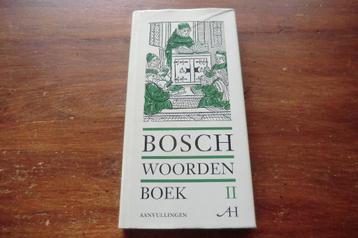 BOSCH
WOORDEN
BOEK II
AANVULLINGEN AH